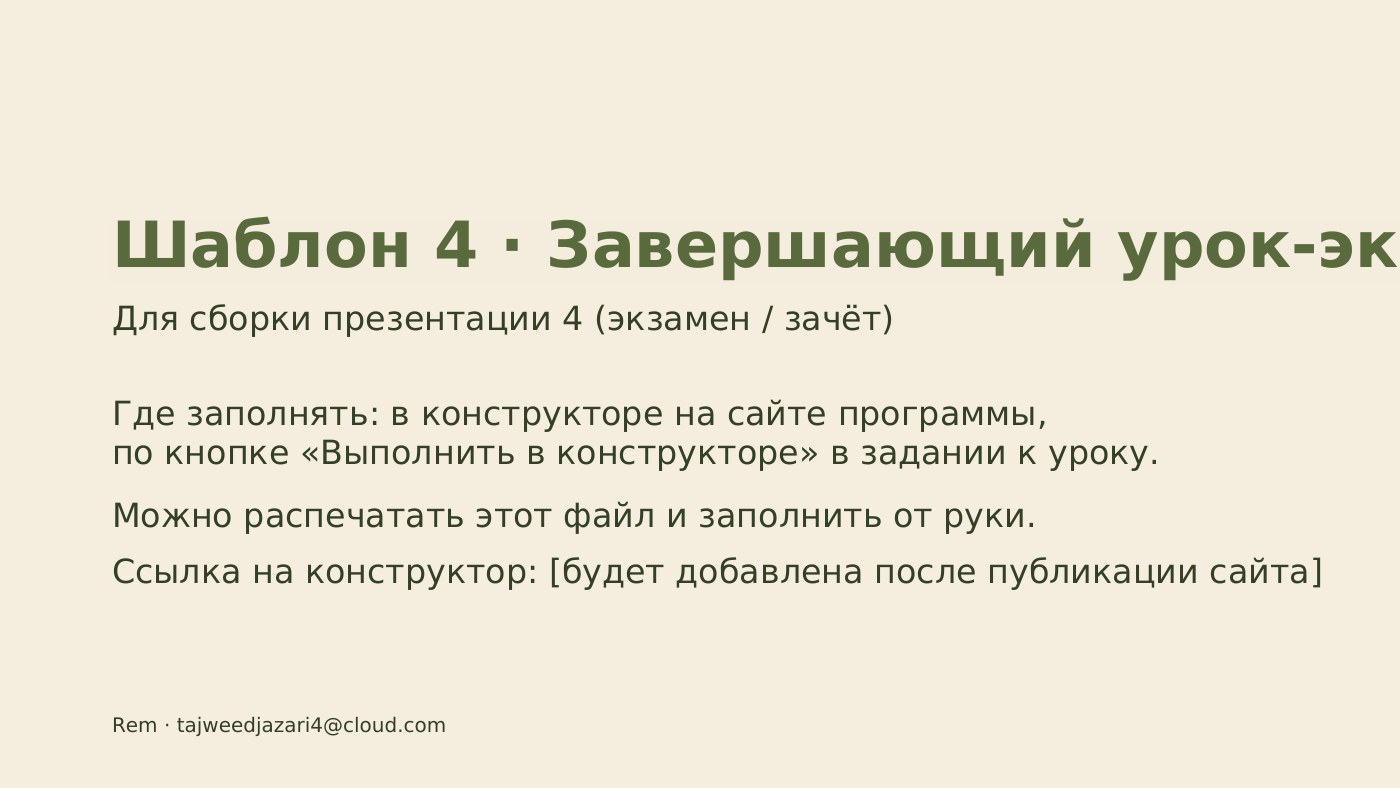 Шаблон 4 · Завершающий урок-эк
Для сборки презентации 4 (экзамен / зачёт)
Где заполнять: в конструкторе на сайте программы,
по кнопке «Выполнить в конструкторе» в задании к уроку.
Можно распечатать этот файл и заполнить от руки.
Ссылка на конструктор: [будет добавлена после публикации сайта]
Rem · tajweedjazari4@cloud.com